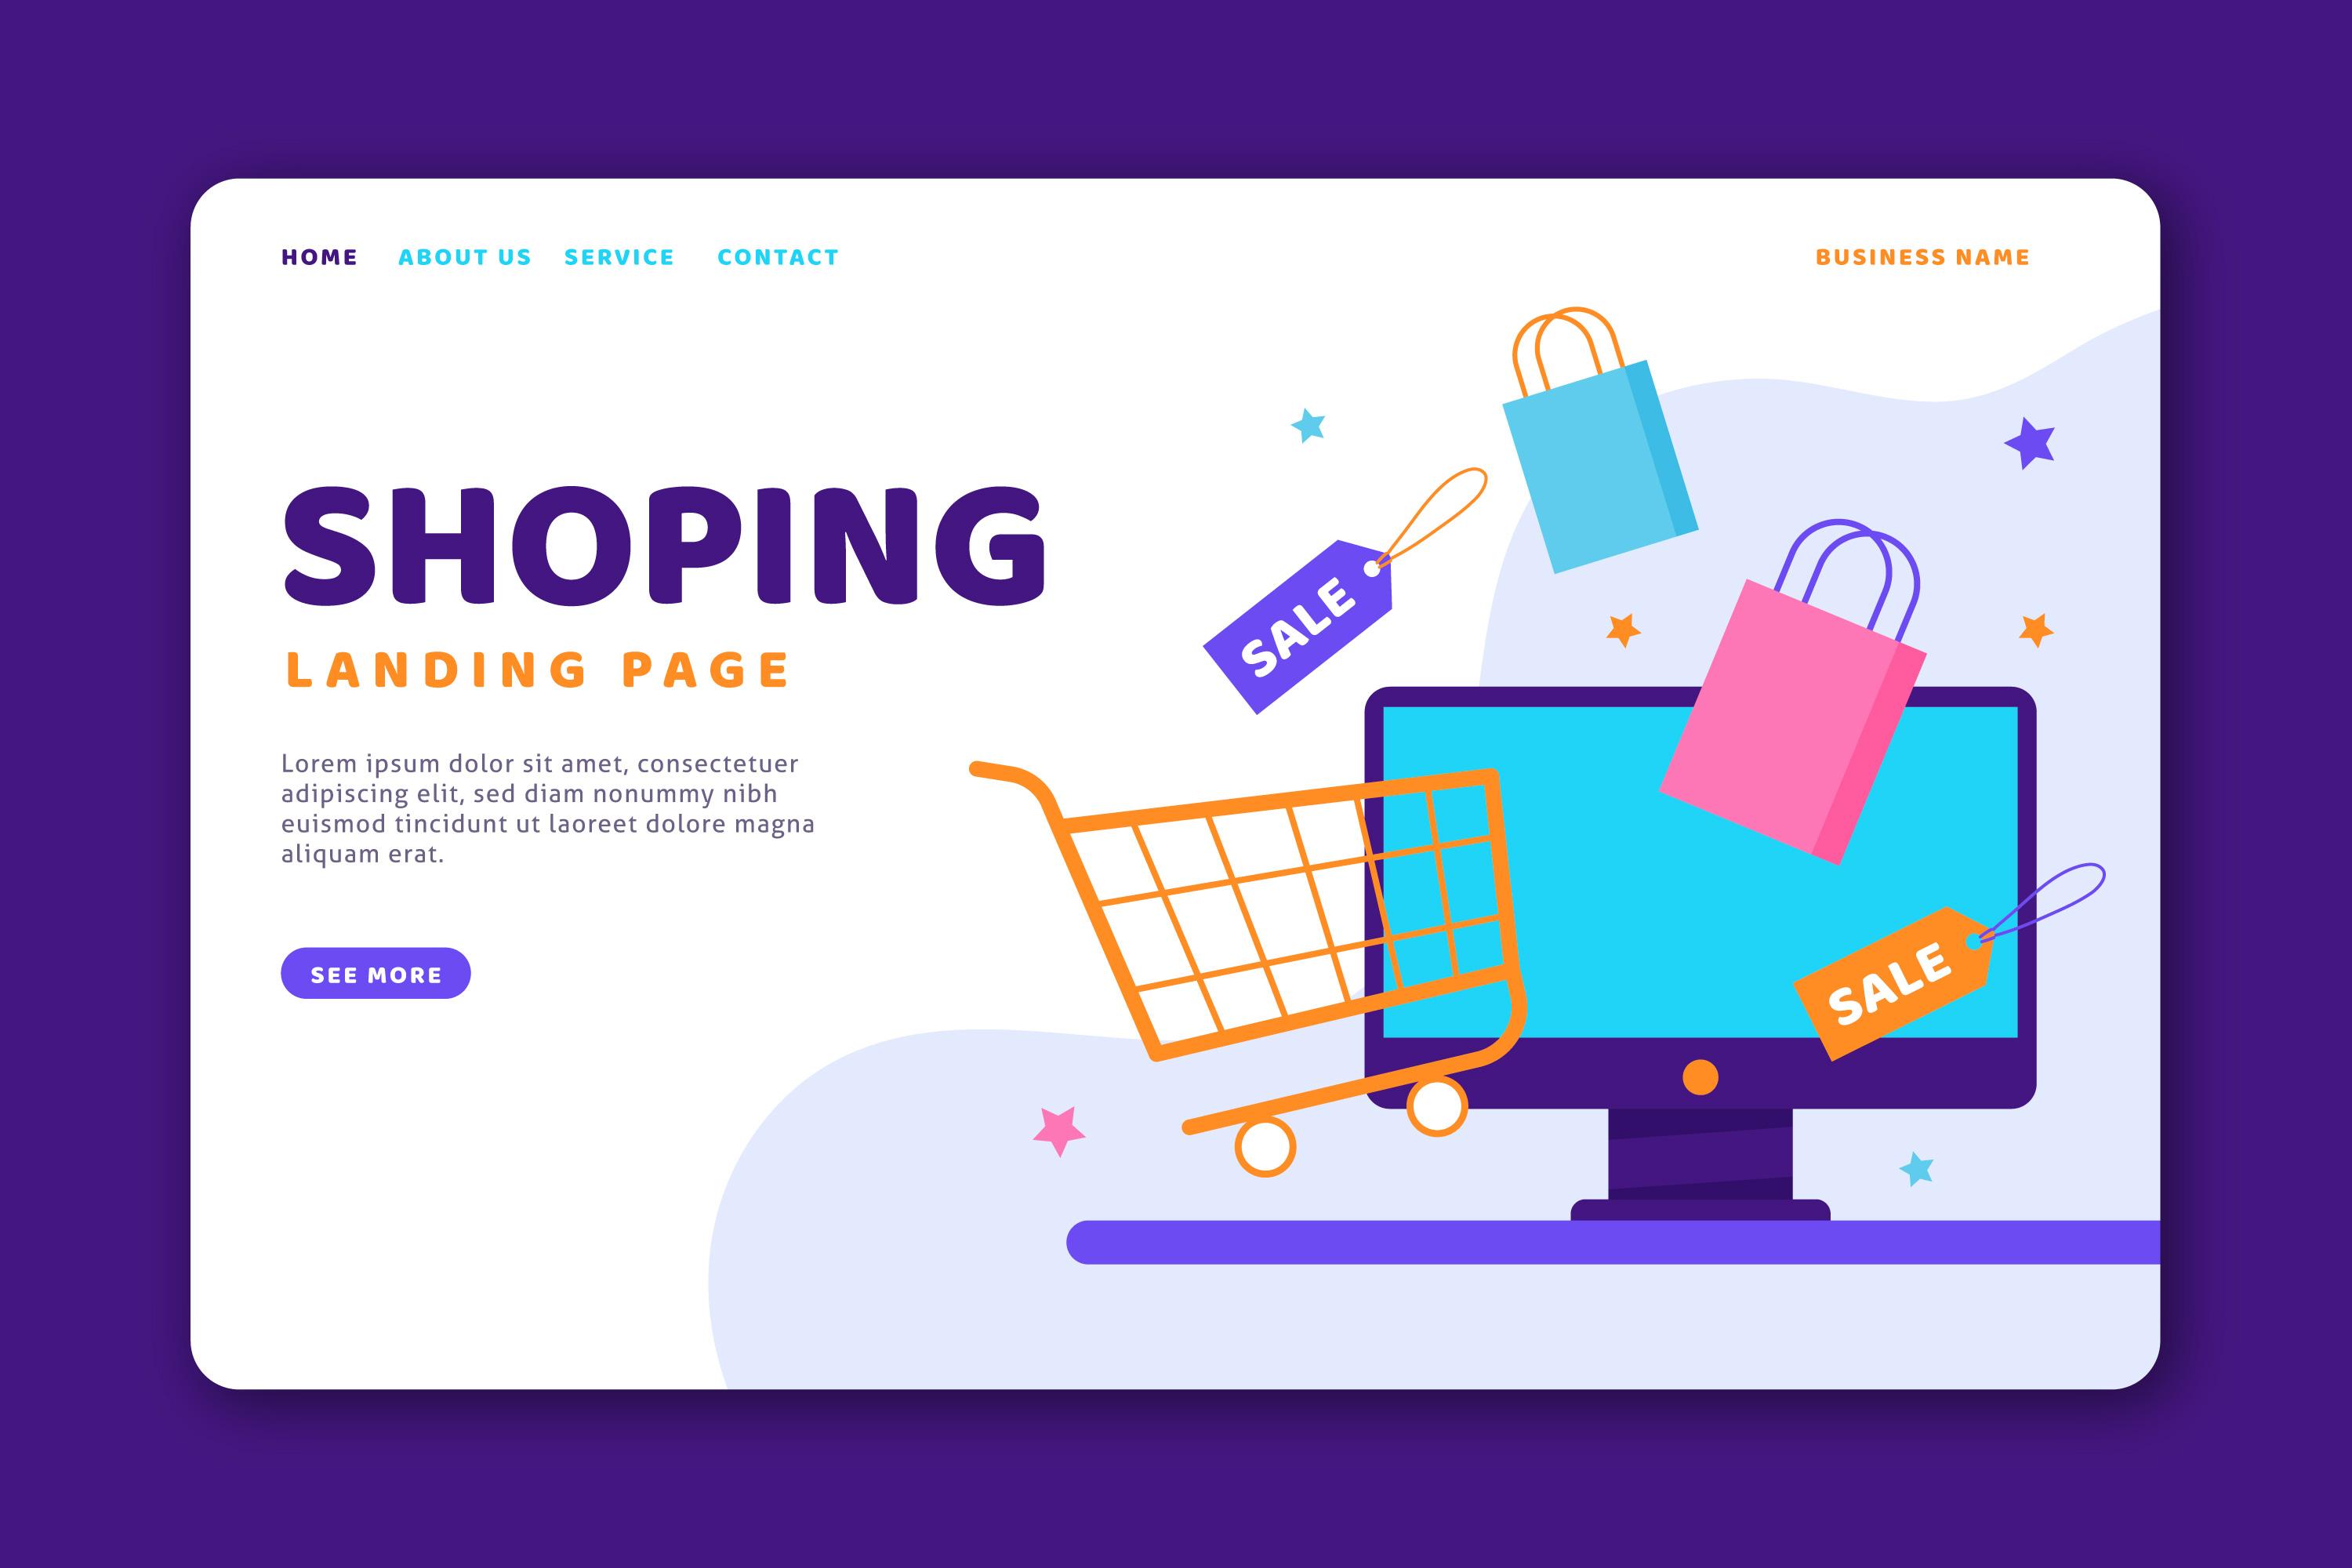 HOME ABOUT US SERVICE CONTACT BUSINESS NAME
SHOPING
LANDING PAGE
Lorem ipsum dolor sit amet, consectetuer
adipiscing elit, sed diam nonummy nibh
euismod tincidunt ut laoreet dolore magna
aliquam erat.
SEE MORE
SALE
SALE